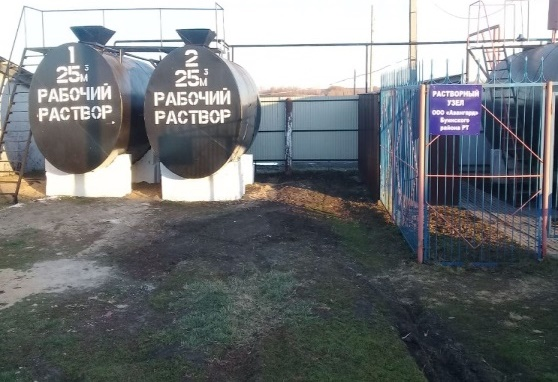 1
25м³
РАБОЧИЙ
РАСТВОР
2
25м³
РАБОЧИЙ
РАСТВОР
РАСТВОРНЫЙ
УЗЕЛ
ООО «Авангард»
Буинского
района РТ